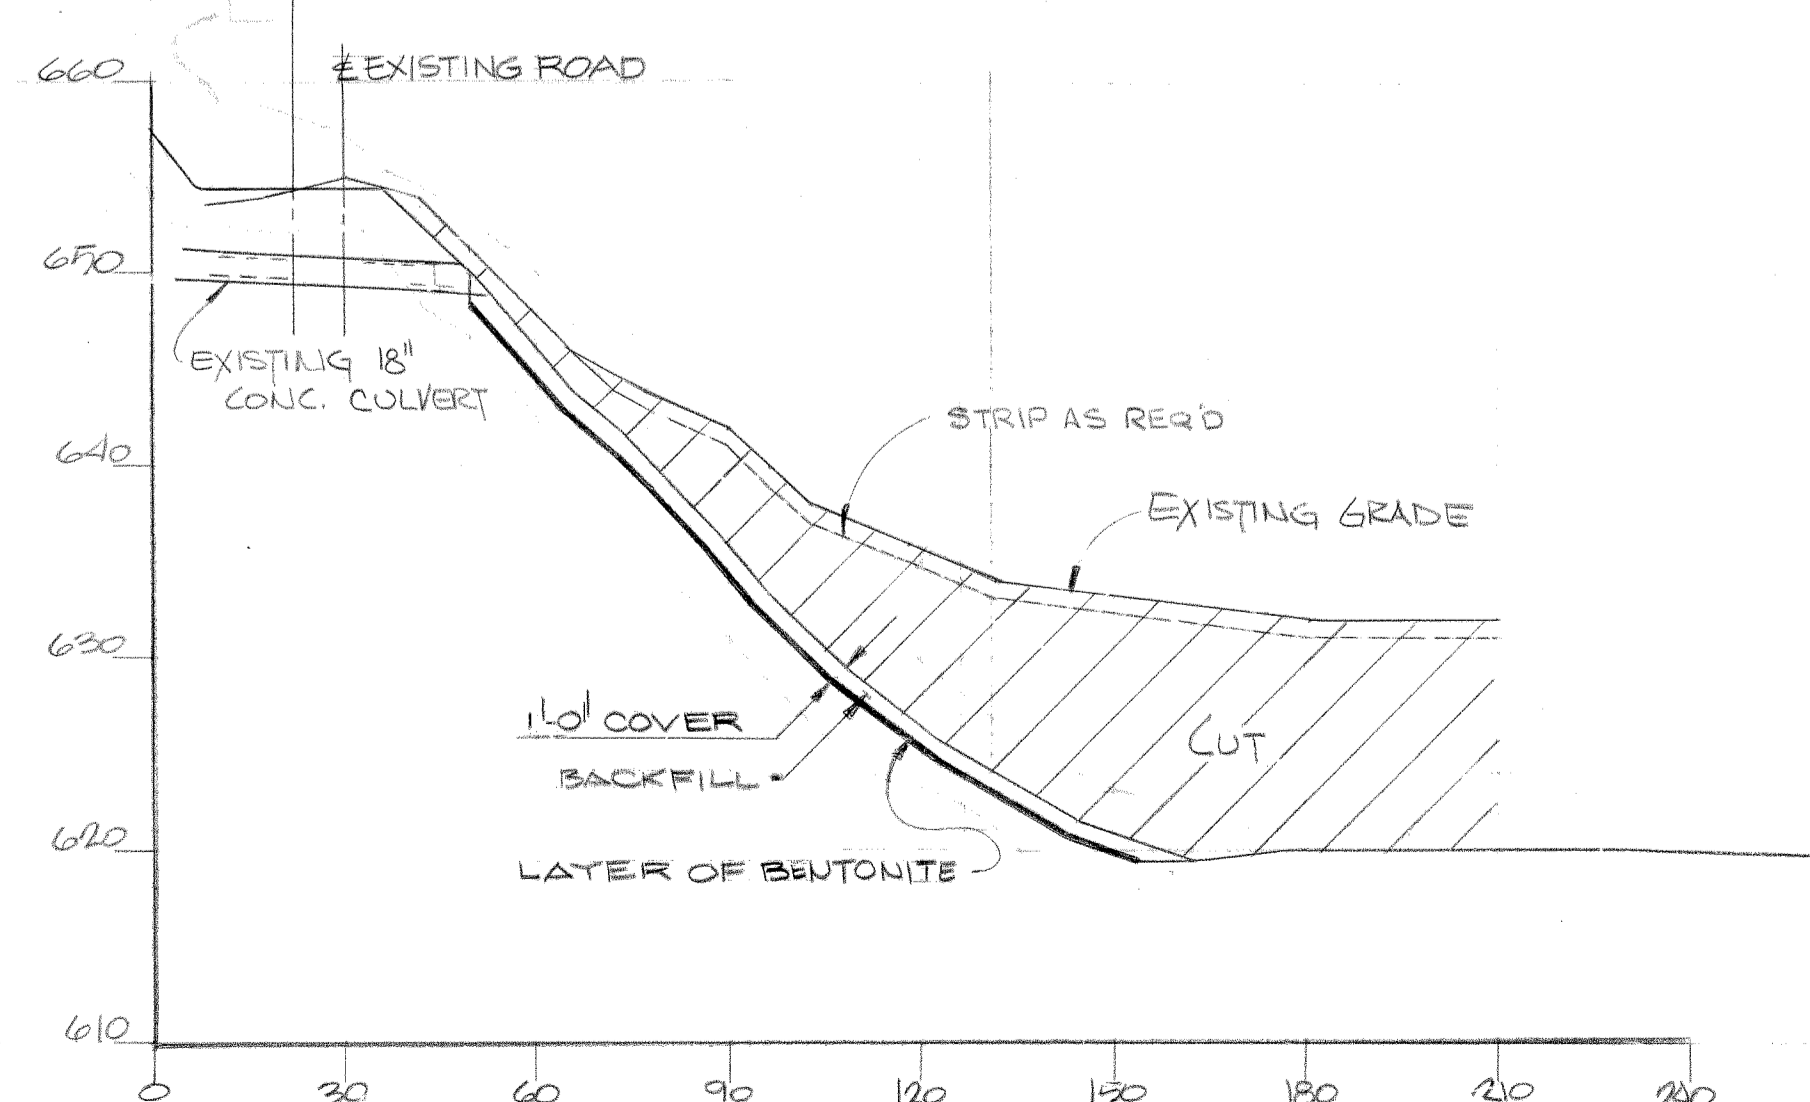 660
℄ EXISTING ROAD
650
EXISTING 18"
CONC. CULVERT
STRIP AS REQ'D
640
EXISTING GRADE
630
1'-0" COVER
CUT
BACKFILL
620
LAYER OF BENTONITE
610
0 30 60 90 120 150 180 210 240